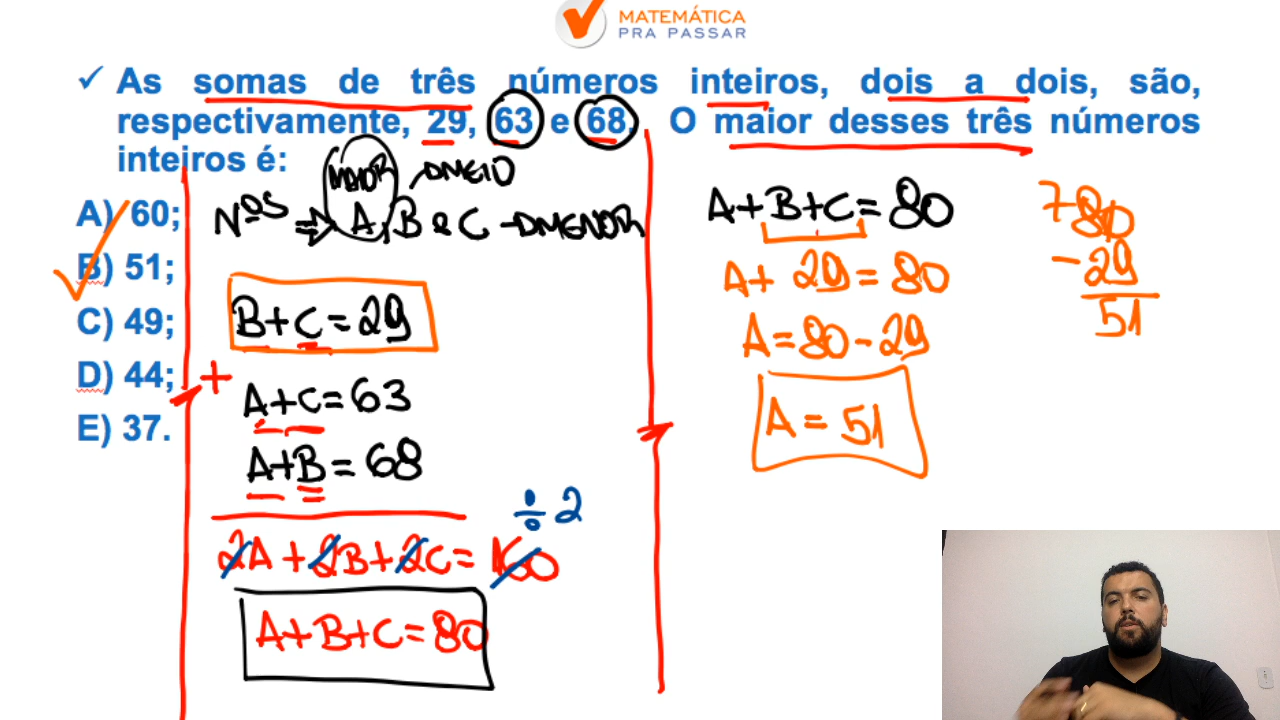 MATEMÁTICA
PRA PASSAR
✓ As somas de três números inteiros, dois a dois, são,
respectivamente, 29, 63 e 68. O maior desses três números
inteiros é:
A) 60;
B) 51;
C) 49;
D) 44;
E) 37.
MAIOR → MEIO
Nºs ⇒ A, B e C → MENOR
B+C=29
+
A+C=63
A+B=68
÷2
2A+2B+2C=160
A+B+C=80
A+B+C=80
A+29=80
A=80-29
A=51
7 80
-29
51